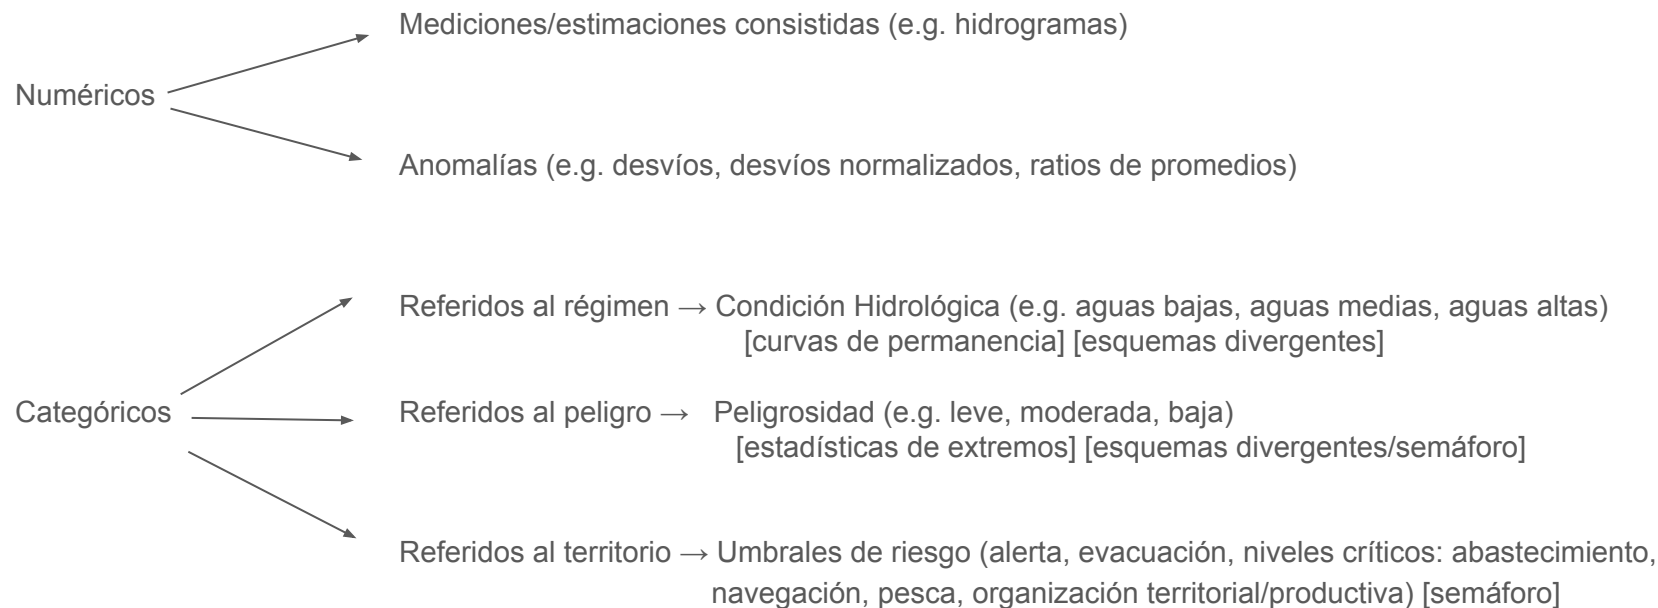 Mediciones/estimaciones consistidas (e.g. hidrogramas)
Numéricos
Anomalías (e.g. desvíos, desvíos normalizados, ratios de promedios)
Referidos al régimen → Condición Hidrológica (e.g. aguas bajas, aguas medias, aguas altas)
[curvas de permanencia] [esquemas divergentes]
Categóricos
Referidos al peligro → Peligrosidad (e.g. leve, moderada, baja)
[estadísticas de extremos] [esquemas divergentes/semáforo]
Referidos al territorio → Umbrales de riesgo (alerta, evacuación, niveles críticos: abastecimiento,
navegación, pesca, organización territorial/productiva) [semáforo]